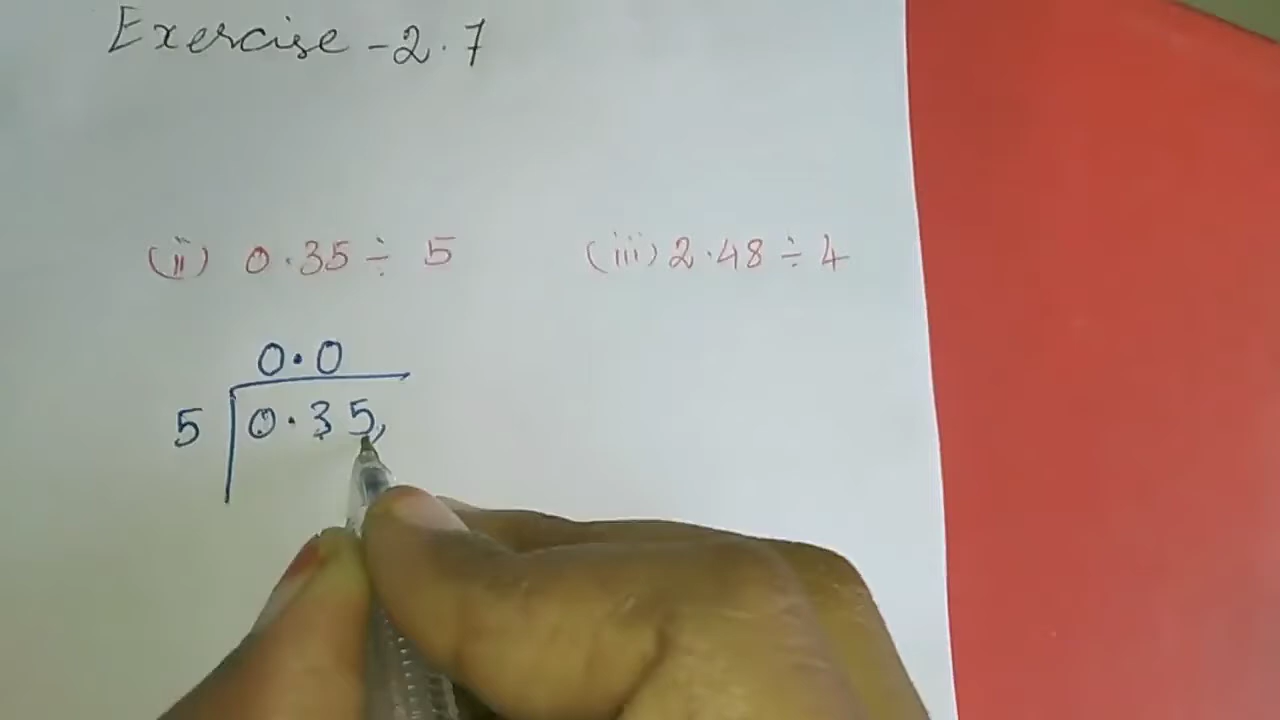 Exercise - 2.7
(ii) 0.35 ÷ 5 (iii) 2.48 ÷ 4
0.0
5 0.35,